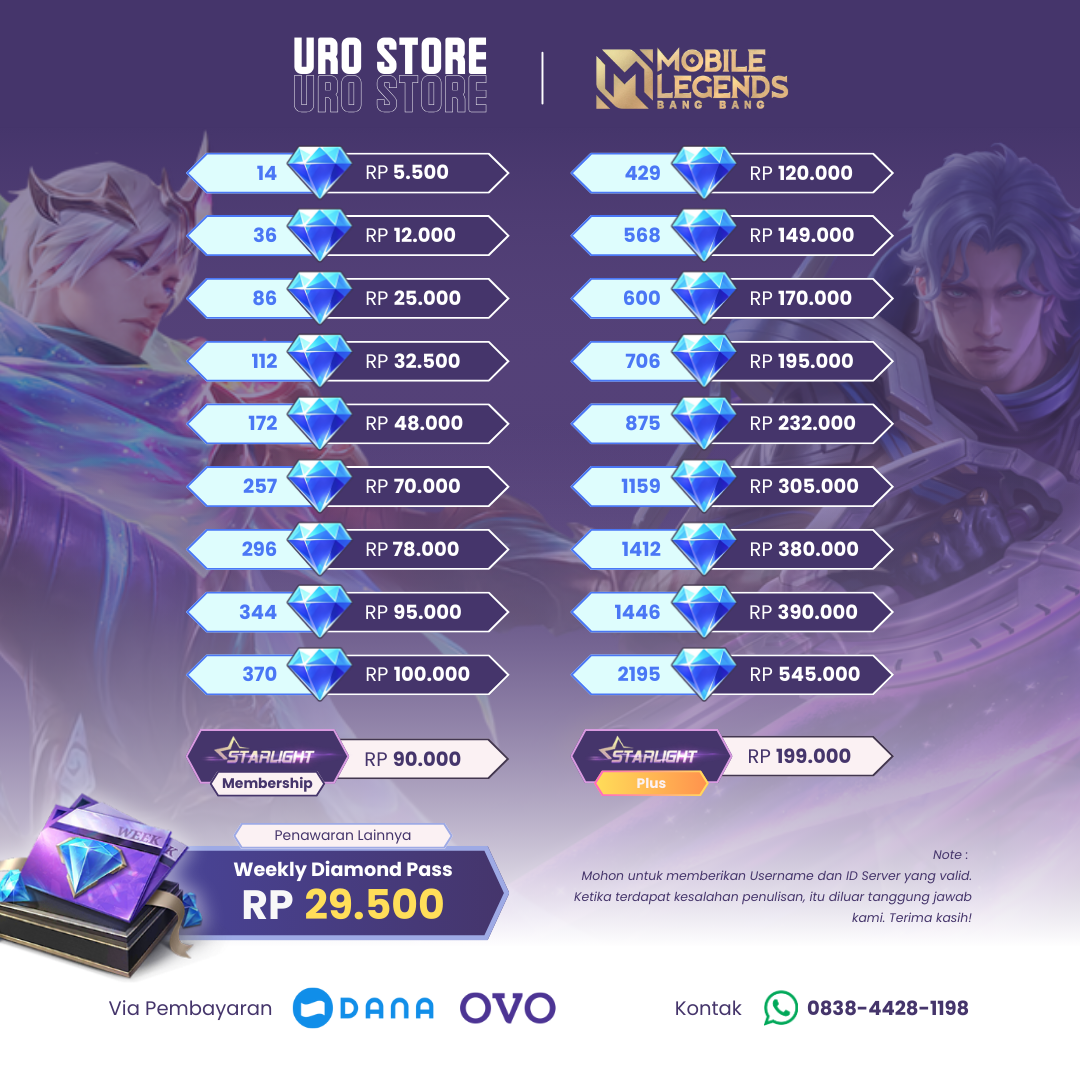 URO STORE
URO STORE
MOBILE
LEGENDS
BANG BANG
14 RP 5.500
36 RP 12.000
86 RP 25.000
112 RP 32.500
172 RP 48.000
257 RP 70.000
296 RP 78.000
344 RP 95.000
370 RP 100.000
429 RP 120.000
568 RP 149.000
600 RP 170.000
706 RP 195.000
875 RP 232.000
1159 RP 305.000
1412 RP 380.000
1446 RP 390.000
2195 RP 545.000
STARLIGHT
Membership
RP 90.000
STARLIGHT
Plus
RP 199.000
WEEK
Penawaran Lainnya
Weekly Diamond Pass
RP 29.500
Note :
Mohon untuk memberikan Username dan ID Server yang valid.
Ketika terdapat kesalahan penulisan, itu diluar tanggung jawab
kami. Terima kasih!
Via Pembayaran DANA OVO
Kontak 0838-4428-1198